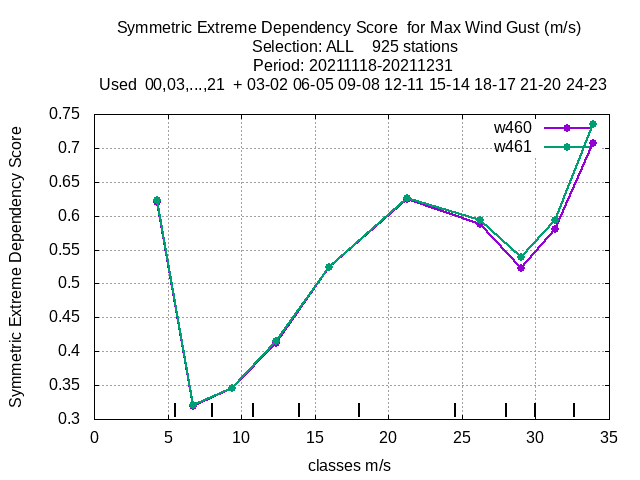 Symmetric Extreme Dependency Score  for Max Wind Gust (m/s)
Selection: ALL    925 stations
Period: 20211118-20211231
Used  00,03,...,21  + 03-02 06-05 09-08 12-11 15-14 18-17 21-20 24-23
w460
w461
0.75
0.7
0.65
0.6
0.55
0.5
0.45
0.4
0.35
0.3
Symmetric Extreme Dependency Score
0 5 10 15 20 25 30 35
classes m/s